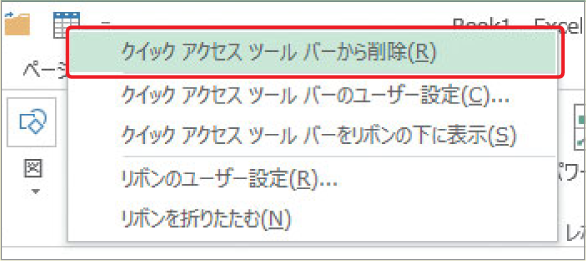 Book1 Excel
クイック アクセス ツール バーから削除(R)
ページ
クイック アクセス ツール バーのユーザー設定(C)...
クイック アクセス ツール バーをリボンの下に表示(S)
図
リボンのユーザー設定(R)...
パワー
リボンを折りたたむ(N)
レポ